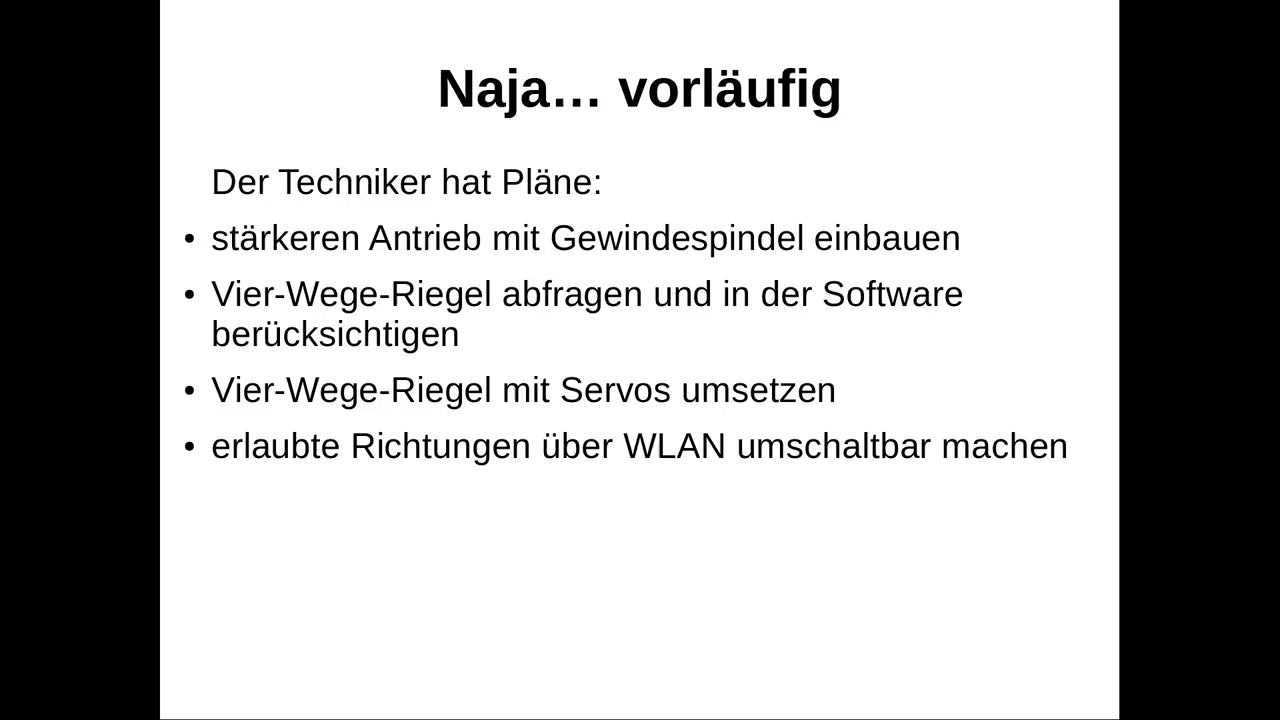 Naja… vorläufig
Der Techniker hat Pläne:
• stärkeren Antrieb mit Gewindespindel einbauen
• Vier-Wege-Riegel abfragen und in der Software
berücksichtigen
• Vier-Wege-Riegel mit Servos umsetzen
• erlaubte Richtungen über WLAN umschaltbar machen